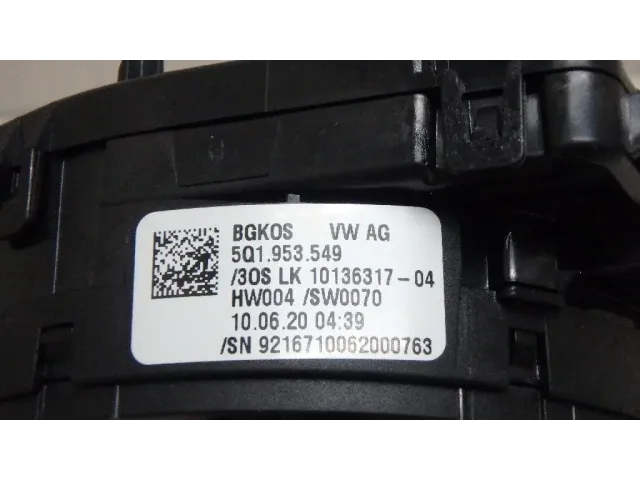 BGKOS VW AG
5Q1.953.549
/3OS LK 10136317-04
HW004 /SW0070
10.06.20 04:39
/SN 9216710062000763